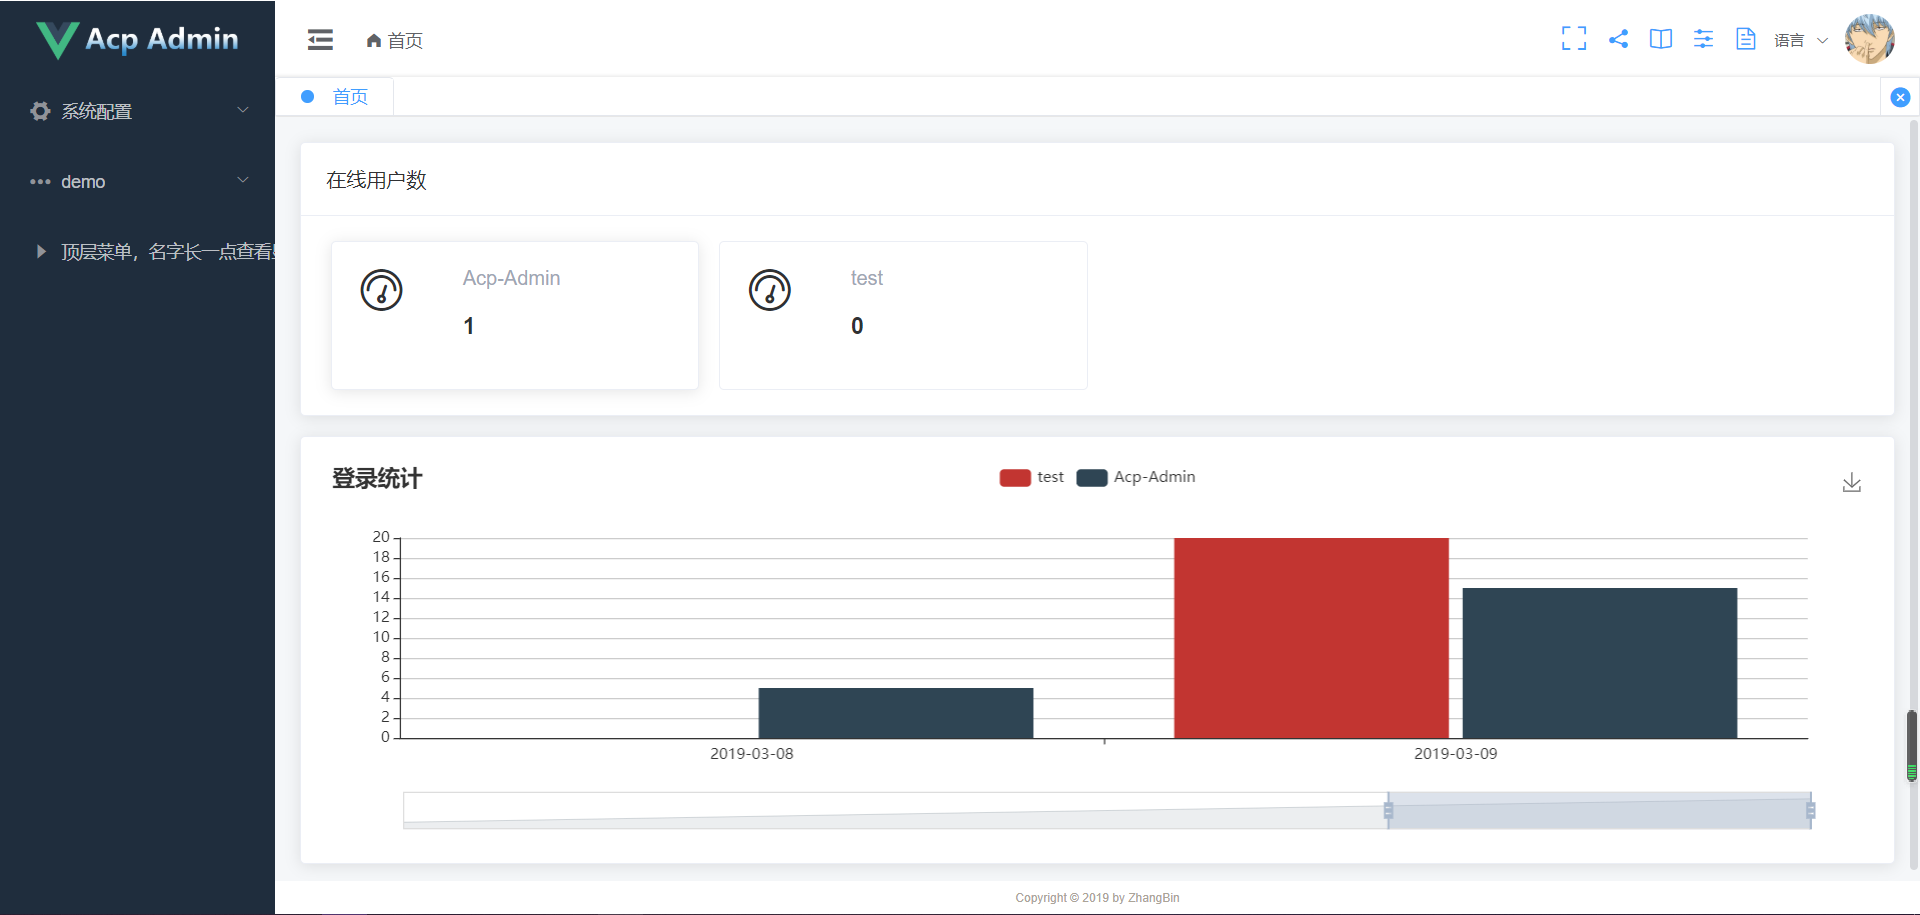 Acp Admin
系统配置
demo
顶层菜单，名字长一点查看
首页
语言
首页
在线用户数
Acp-Admin
1
test
0
登录统计
test
Acp-Admin
20
18
16
14
12
10
8
6
4
2
0
2019-03-08
2019-03-09
Copyright © 2019 by ZhangBin